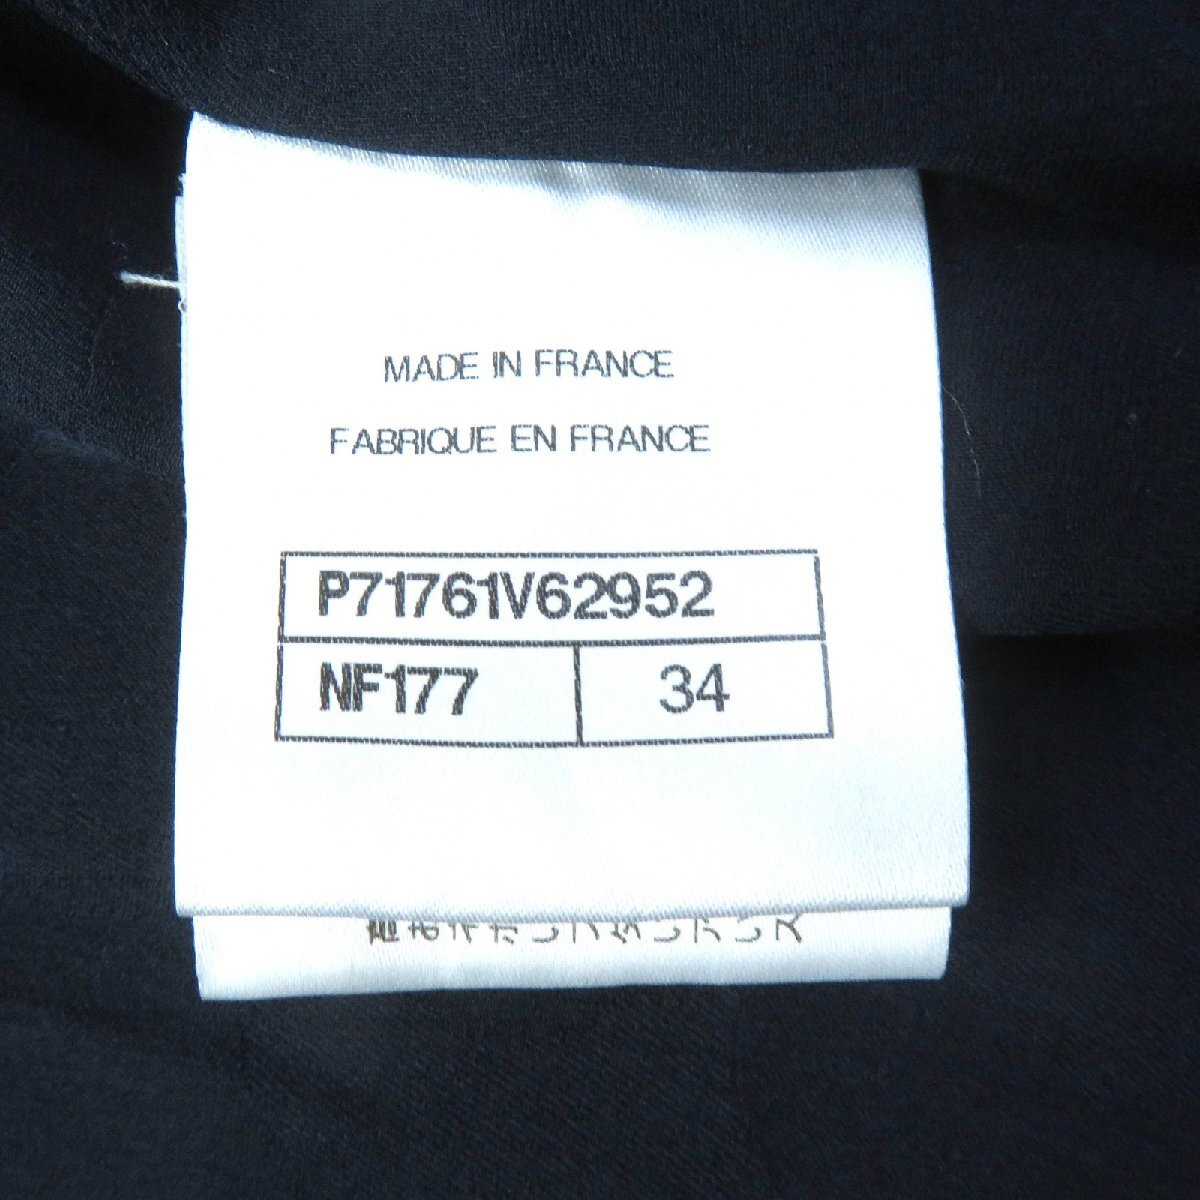 MADE IN FRANCE
FABRIQUE EN FRANCE
P71761V62952
NF177 34